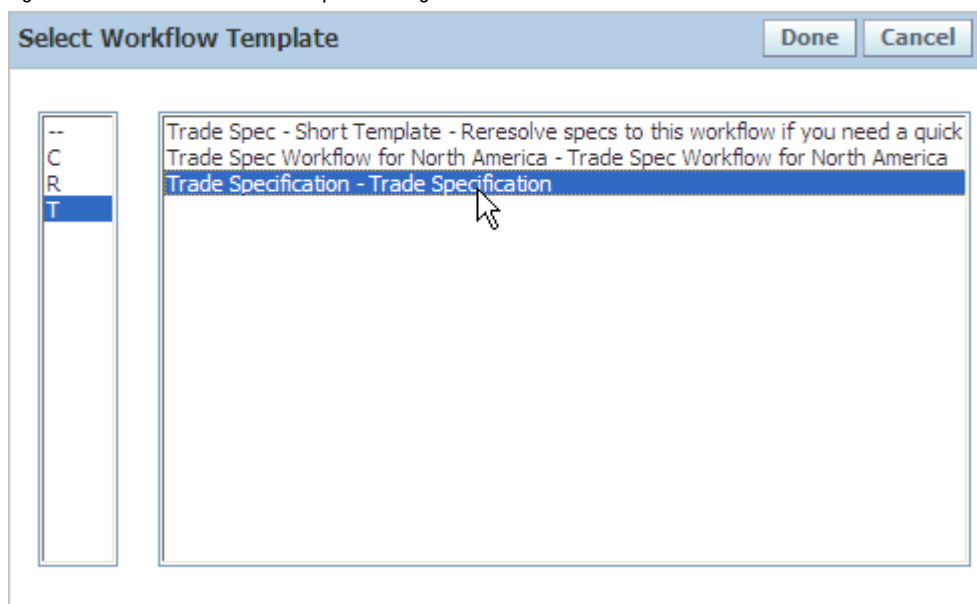 Select Workflow Template
Done Cancel
--
C
R
T
Trade Spec - Short Template - Reresolve specs to this workflow if you need a quick
Trade Spec Workflow for North America - Trade Spec Workflow for North America
Trade Specification - Trade Specification